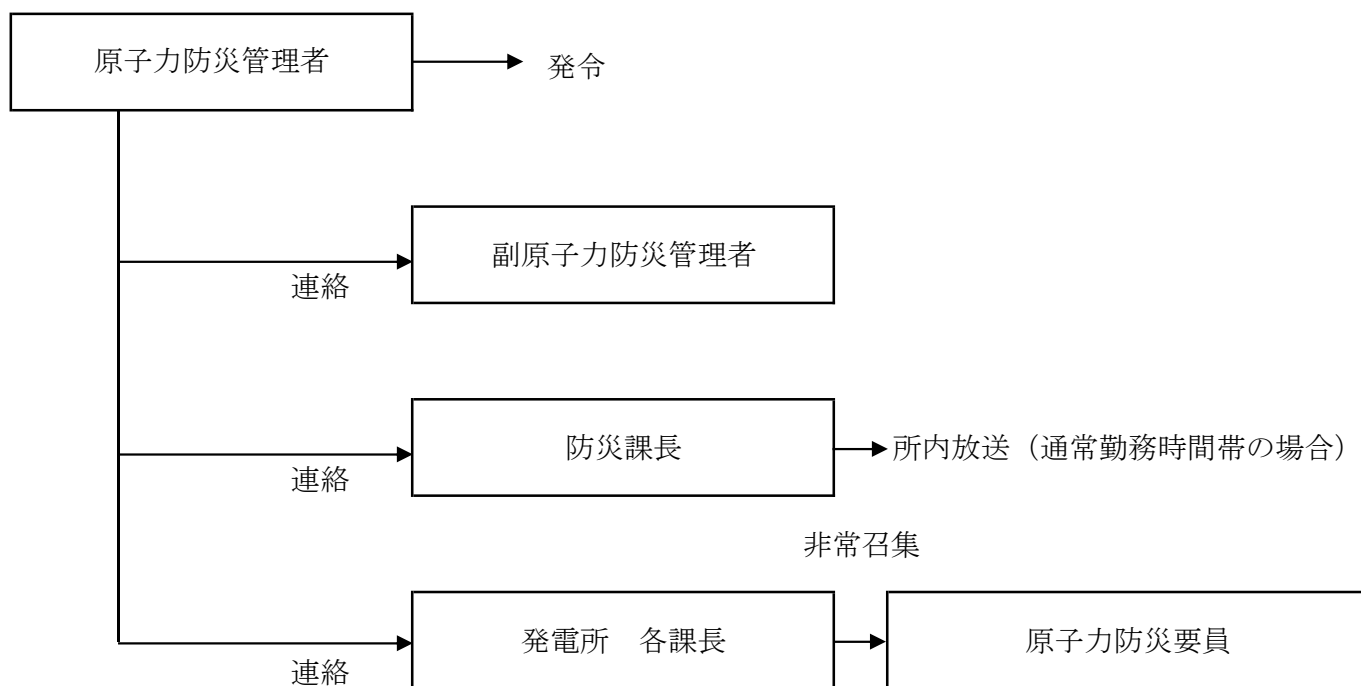 原子力防災管理者
発令
副原子力防災管理者
連絡
防災課長
所内放送（通常勤務時間帯の場合）
連絡
非常召集
発電所　各課長
原子力防災要員
連絡